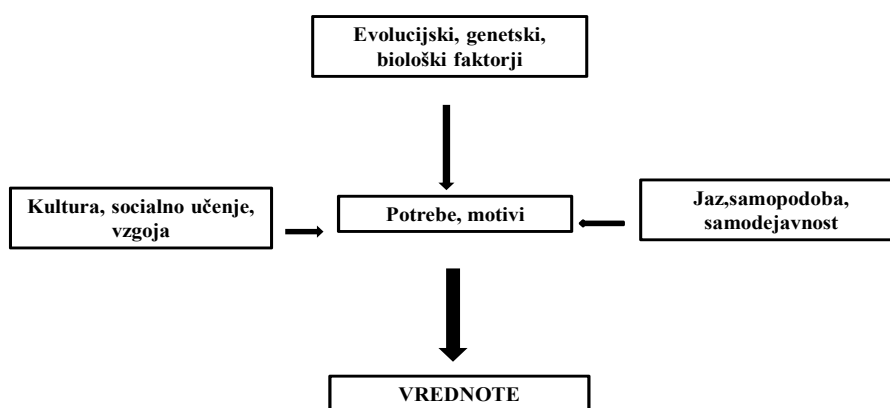 Evolucijski, genetski,
biološki faktorji
Kultura, socialno učenje,
vzgoja
Potrebe, motivi
Jaz,samopodoba,
samodejavnost
VREDNOTE